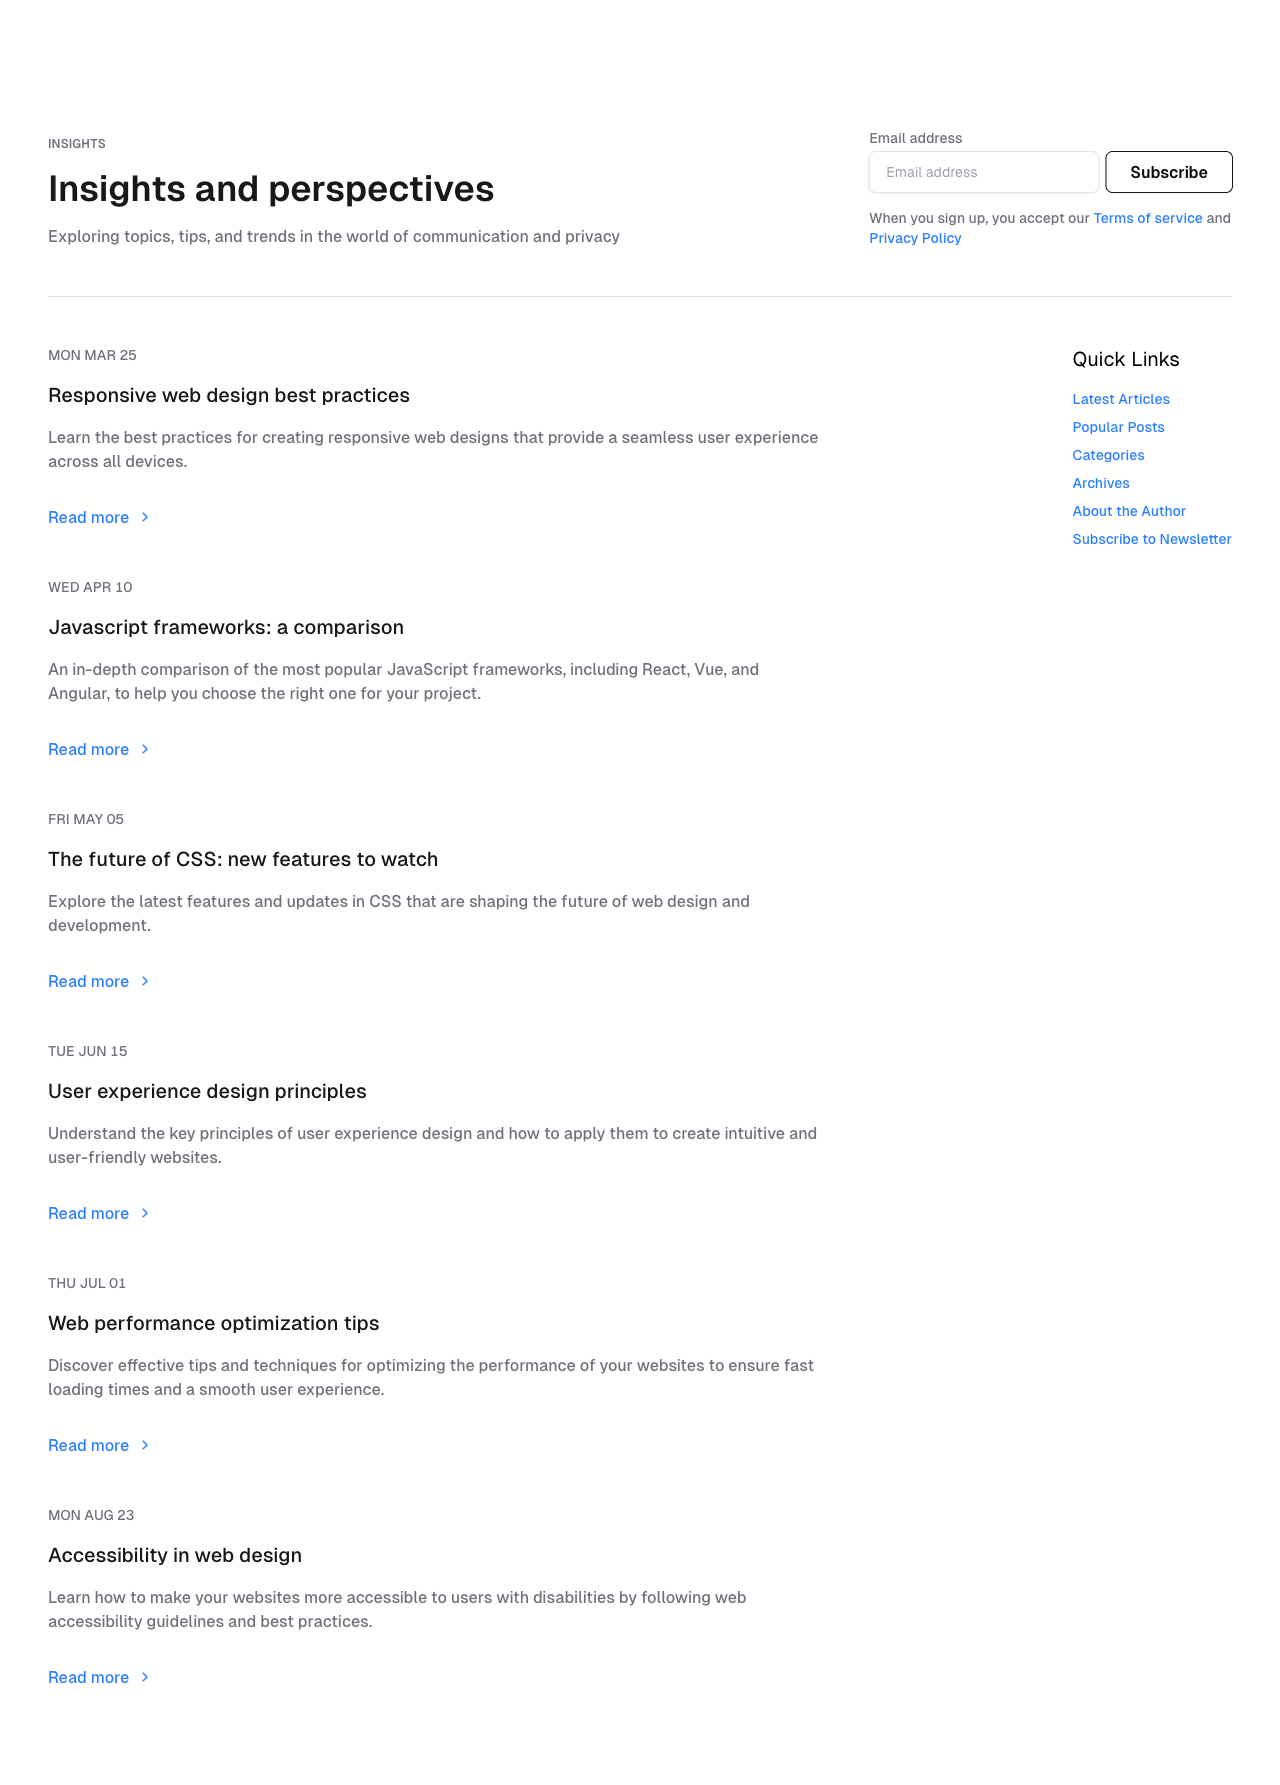 INSIGHTS
Insights and perspectives
Exploring topics, tips, and trends in the world of communication and privacy
Email address
Email address
Subscribe
When you sign up, you accept our Terms of service and
Privacy Policy
MON MAR 25
Responsive web design best practices
Learn the best practices for creating responsive web designs that provide a seamless user experience
across all devices.
Read more
WED APR 10
Javascript frameworks: a comparison
An in-depth comparison of the most popular JavaScript frameworks, including React, Vue, and
Angular, to help you choose the right one for your project.
Read more
FRI MAY 05
The future of CSS: new features to watch
Explore the latest features and updates in CSS that are shaping the future of web design and
development.
Read more
TUE JUN 15
User experience design principles
Understand the key principles of user experience design and how to apply them to create intuitive and
user-friendly websites.
Read more
THU JUL 01
Web performance optimization tips
Discover effective tips and techniques for optimizing the performance of your websites to ensure fast
loading times and a smooth user experience.
Read more
MON AUG 23
Accessibility in web design
Learn how to make your websites more accessible to users with disabilities by following web
accessibility guidelines and best practices.
Read more
Quick Links
Latest Articles
Popular Posts
Categories
Archives
About the Author
Subscribe to Newsletter